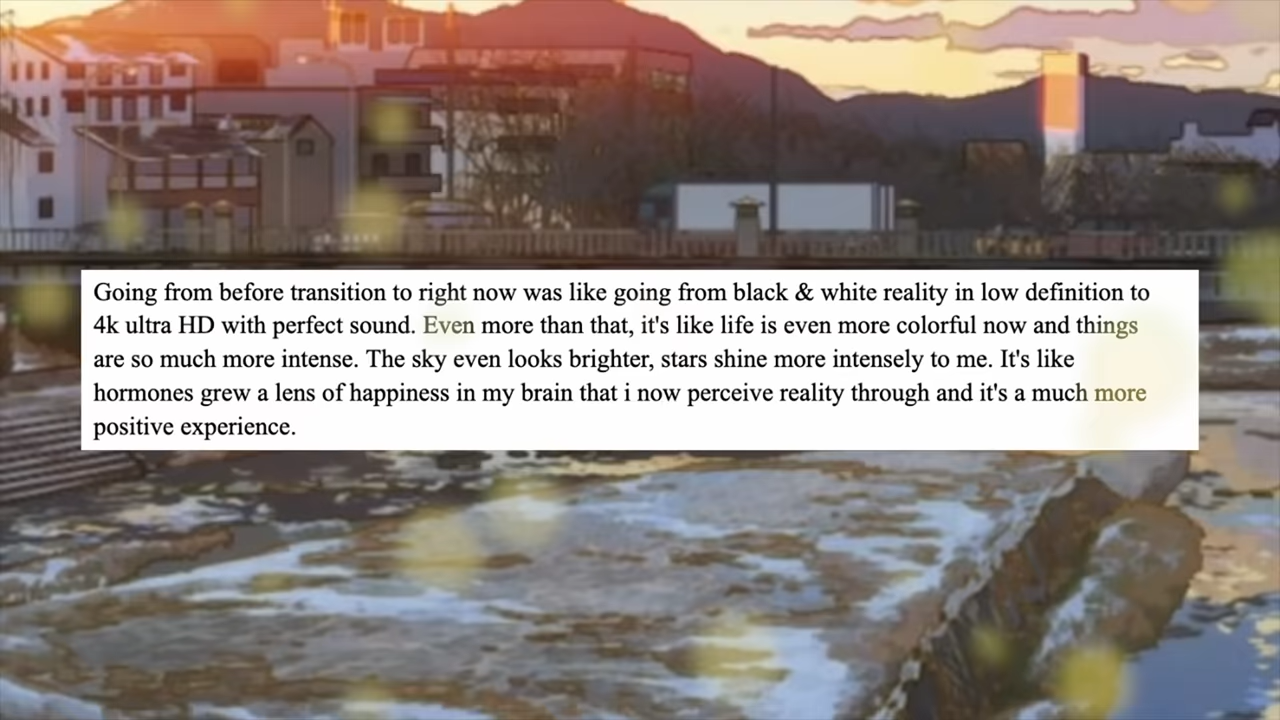 Going from before transition to right now was like going from black & white reality in low definition to
4k ultra HD with perfect sound. Even more than that, it's like life is even more colorful now and things
are so much more intense. The sky even looks brighter, stars shine more intensely to me. It's like
hormones grew a lens of happiness in my brain that i now perceive reality through and it's a much more
positive experience.